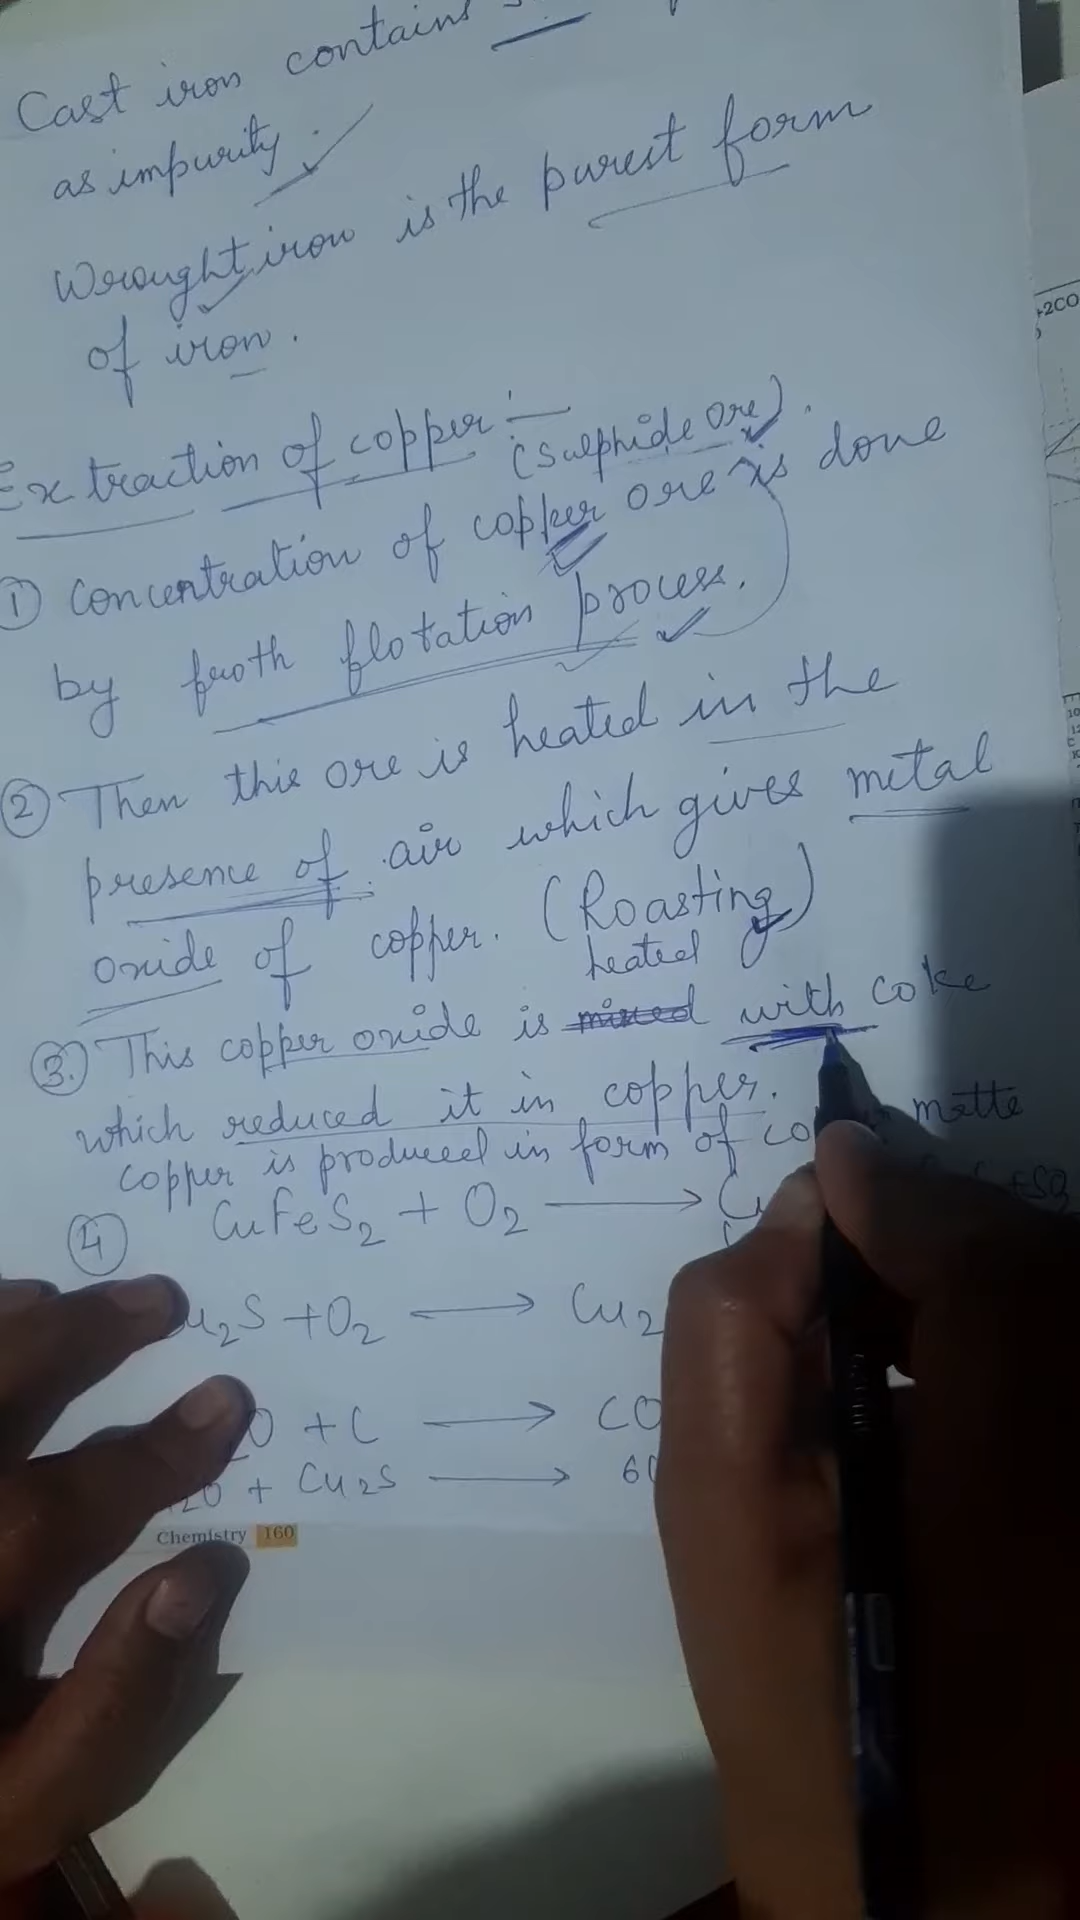 Cast iron contains
as impurity.
Wrought iron is the purest form
of iron.
Extraction of copper :-
(Sulphide Ore).
① Concentration of copper ore is done
by froth flotation process.
② Then this ore is heated in the
presence of air which gives metal
oxide of copper. (Roasting)
heated
③. This copper oxide is mixed with coke
which reduced it in copper.
copper is produced in form of matte
④ CuFeS2 + O2 ⟶
+O2 ⟶ Cu2
+ C ⟶ CO
+ Cu2S ⟶
Chemistry 160
+2CO